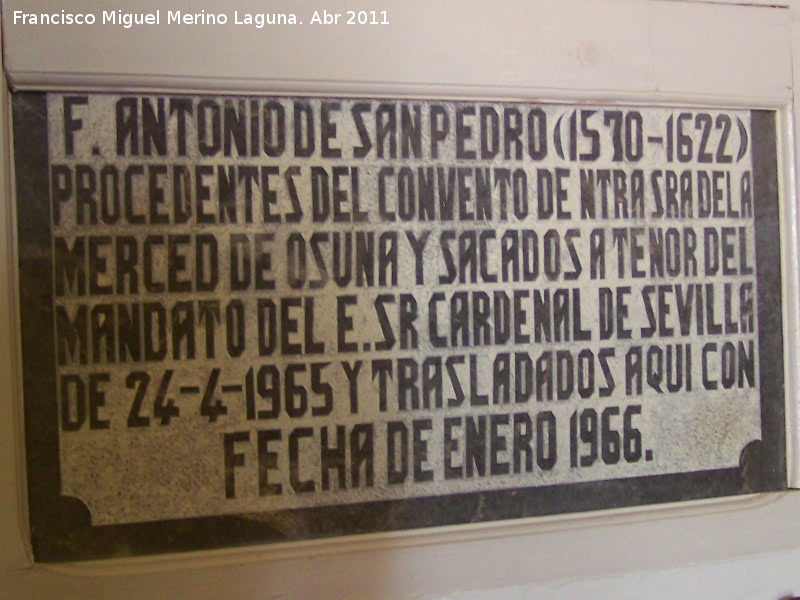 Francisco Miguel Merino Laguna. Abr 2011
F. ANTONIO DE SAN PEDRO (1570-1622)
PROCEDENTES DEL CONVENTO DE NTRA SRA DE LA
MERCED DE OSUNA Y SACADOS A TENOR DEL
MANDATO DEL E. SR CARDENAL DE SEVILLA
DE 24-4-1965 Y TRASLADADOS AQUI CON
FECHA DE ENERO 1966.